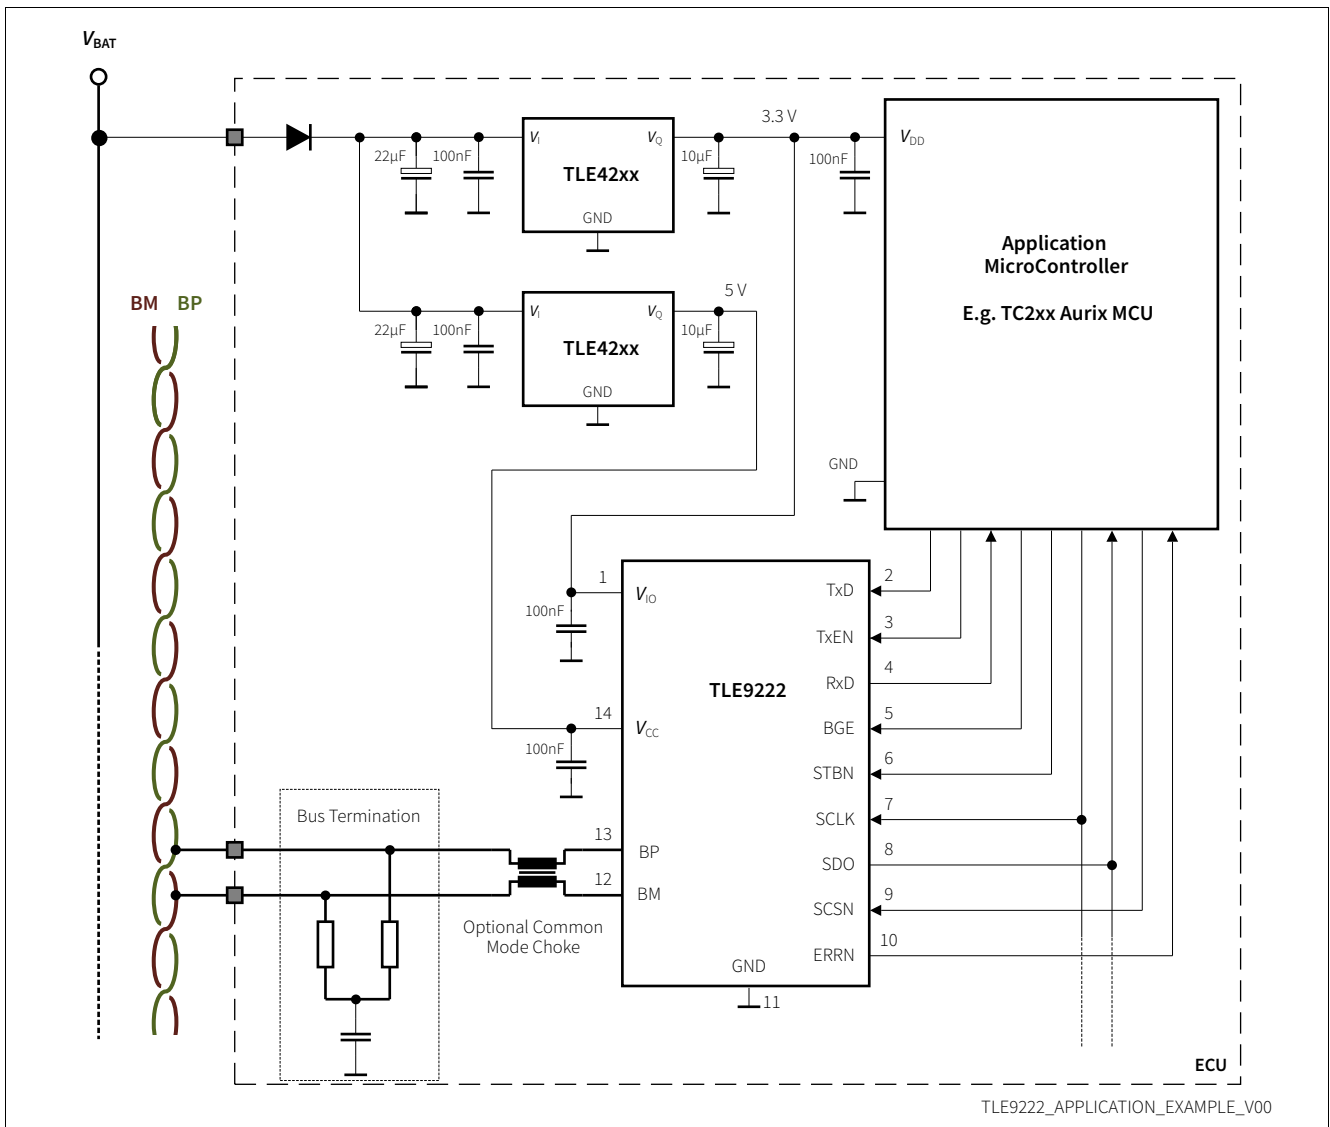 VBAT
3.3 V
VI
VQ
VDD
22µF
100nF
10µF
100nF
TLE42xx
GND
Application
MicroController
E.g. TC2xx Aurix MCU
BM
BP
5 V
VI
VQ
22µF
100nF
10µF
TLE42xx
GND
GND
1
VIO
100nF
TxD
2
TxEN
3
RxD
4
TLE9222
14
VCC
100nF
BGE
5
STBN
6
SCLK
7
SDO
8
SCSN
9
ERRN
10
Bus Termination
13
BP
12
BM
Optional Common
Mode Choke
GND
11
ECU
TLE9222_APPLICATION_EXAMPLE_V00